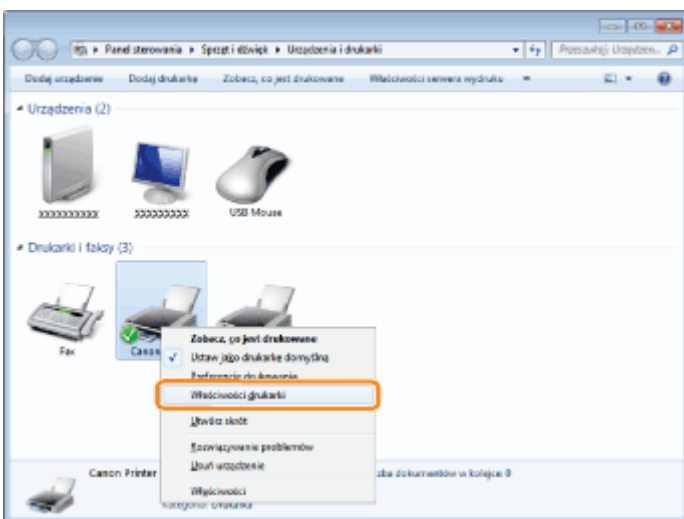 Panel sterowania ▸ Sprzęt i dźwięk ▸ Urządzenia i drukarki
Przeszukaj: Urządzen...
Dodaj urządzenie Dodaj drukarkę Zobacz, co jest drukowane Właściwości serwera wydruku
Urządzenia (2)
XXXXXXXXXX XXXXXXXXX USB Mouse
Drukarki i faksy (3)
Fax Canon
Zobacz, co jest drukowane
Ustaw jako drukarkę domyślną
Preferencje drukowania
Właściwości drukarki
Utwórz skrót
Rozwiązywanie problemów
Usuń urządzenie
Właściwości
Canon Printer
zba dokumentów w kolejce: 0
Kategoria: Drukarka